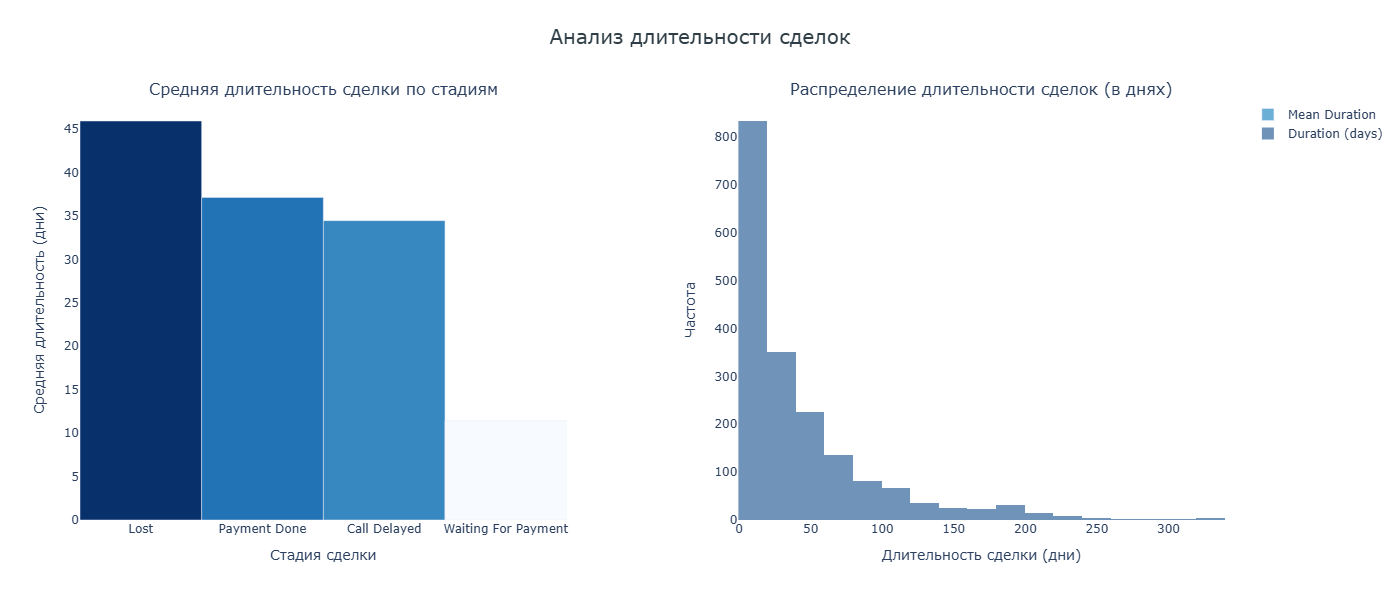 Анализ длительности сделок
Средняя длительность сделки по стадиям
Средняя длительность (дни)
45
40
35
30
25
20
15
10
5
0
Lost
Payment Done
Call Delayed
Waiting For Payment
Стадия сделки
Распределение длительности сделок (в днях)
Частота
800
700
600
500
400
300
200
100
0
0
50
100
150
200
250
300
Длительность сделки (дни)
Mean Duration
Duration (days)